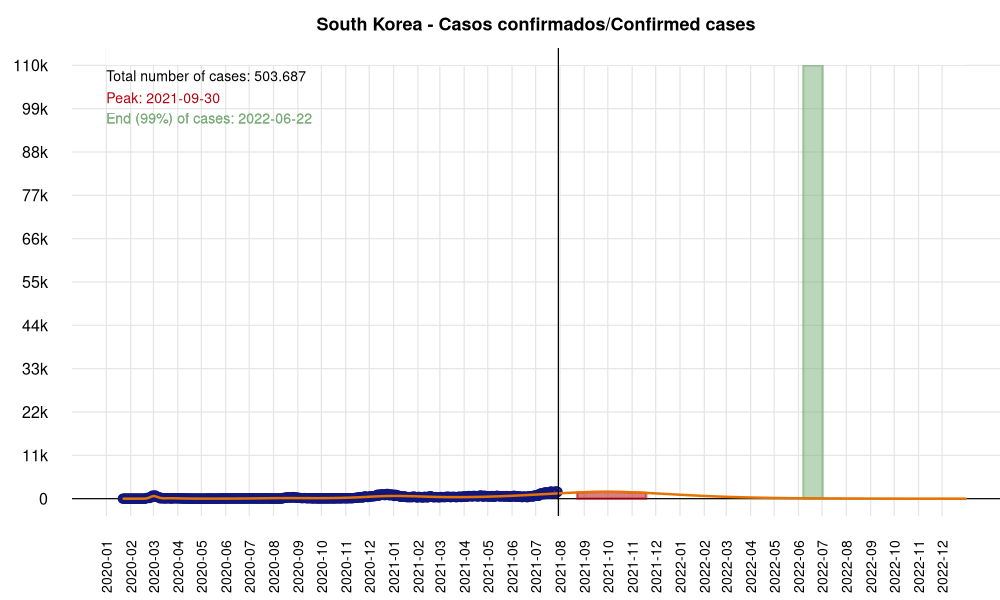 South Korea - Casos confirmados/Confirmed cases
Total number of cases: 503.687
Peak: 2021-09-30
End (99%) of cases: 2022-06-22
110k
99k
88k
77k
66k
55k
44k
33k
22k
11k
0
2020-01
2020-02
2020-03
2020-04
2020-05
2020-06
2020-07
2020-08
2020-09
2020-10
2020-11
2020-12
2021-01
2021-02
2021-03
2021-04
2021-05
2021-06
2021-07
2021-08
2021-09
2021-10
2021-11
2021-12
2022-01
2022-02
2022-03
2022-04
2022-05
2022-06
2022-07
2022-08
2022-09
2022-10
2022-11
2022-12